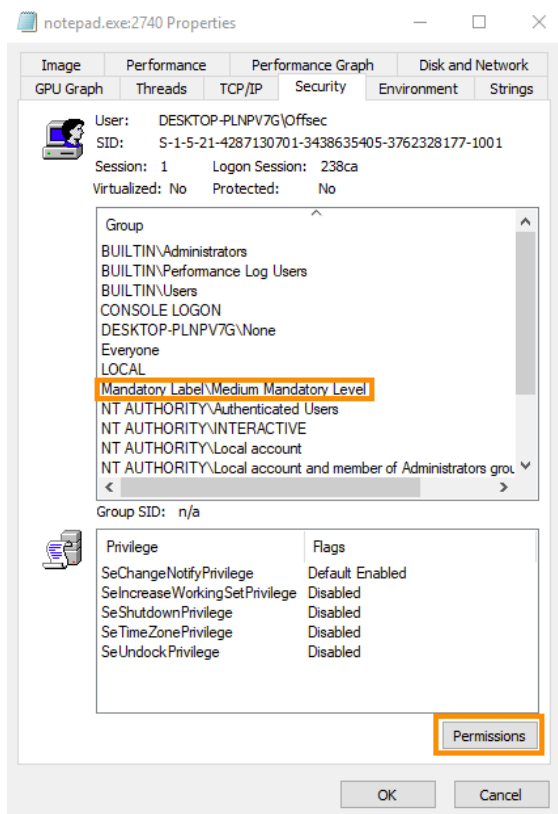 notepad.exe:2740 Properties
Image Performance Performance Graph Disk and Network
GPU Graph Threads TCP/IP Security Environment Strings
User: DESKTOP-PLNPV7G\Offsec
SID: S-1-5-21-4287130701-3438635405-3762328177-1001
Session: 1 Logon Session: 238ca
Virtualized: No Protected: No
Group
BUILTIN\Administrators
BUILTIN\Performance Log Users
BUILTIN\Users
CONSOLE LOGON
DESKTOP-PLNPV7G\None
Everyone
LOCAL
Mandatory Label\Medium Mandatory Level
NT AUTHORITY\Authenticated Users
NT AUTHORITY\INTERACTIVE
NT AUTHORITY\Local account
NT AUTHORITY\Local account and member of Administrators grou
Group SID: n/a
Privilege Flags
SeChangeNotifyPrivilege Default Enabled
SeIncreaseWorkingSetPrivilege Disabled
SeShutdownPrivilege Disabled
SeTimeZonePrivilege Disabled
SeUndockPrivilege Disabled
Permissions
OK Cancel